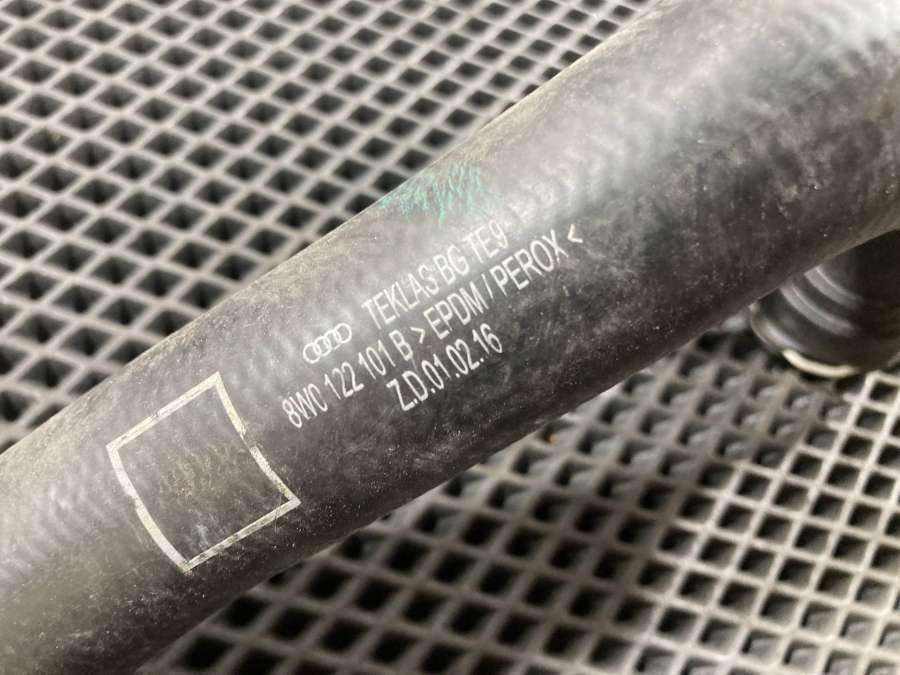 TEKLAS BG TE9
8W0 122 101 B > EPDM / PEROX <
Z.D.01.02.16